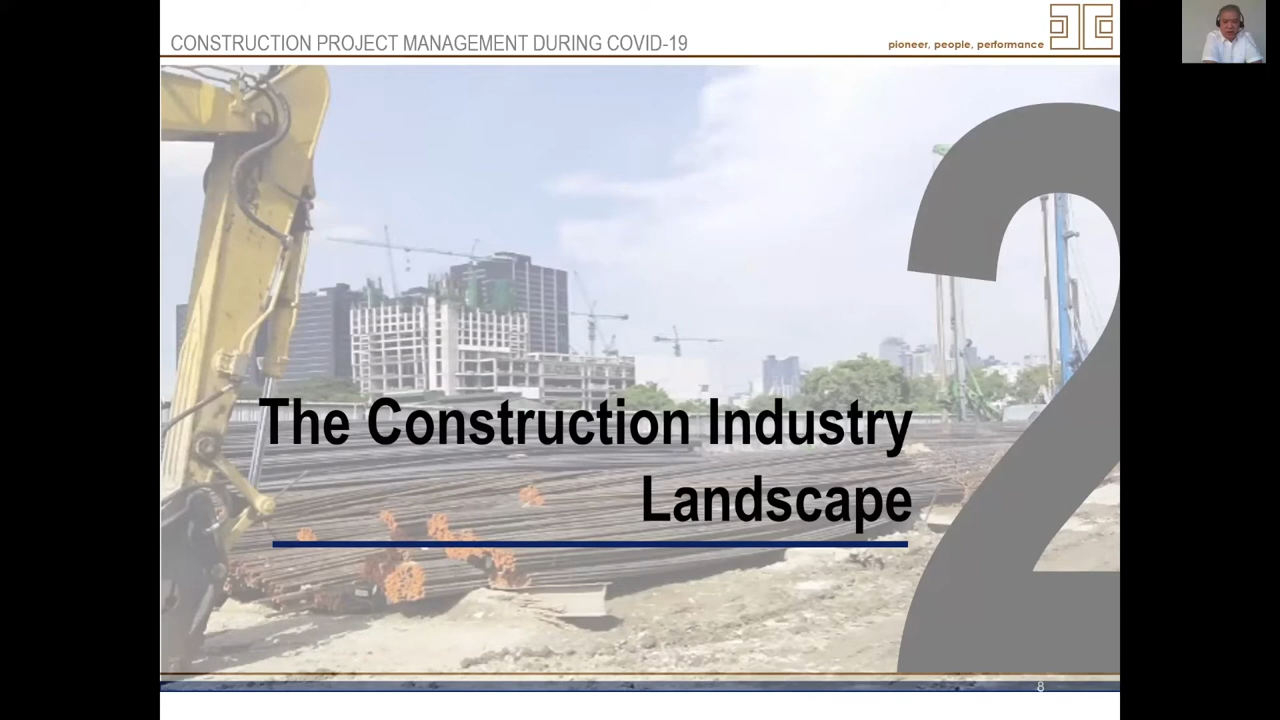 CONSTRUCTION PROJECT MANAGEMENT DURING COVID-19
pioneer, people, performance
2
The Construction Industry
Landscape
8